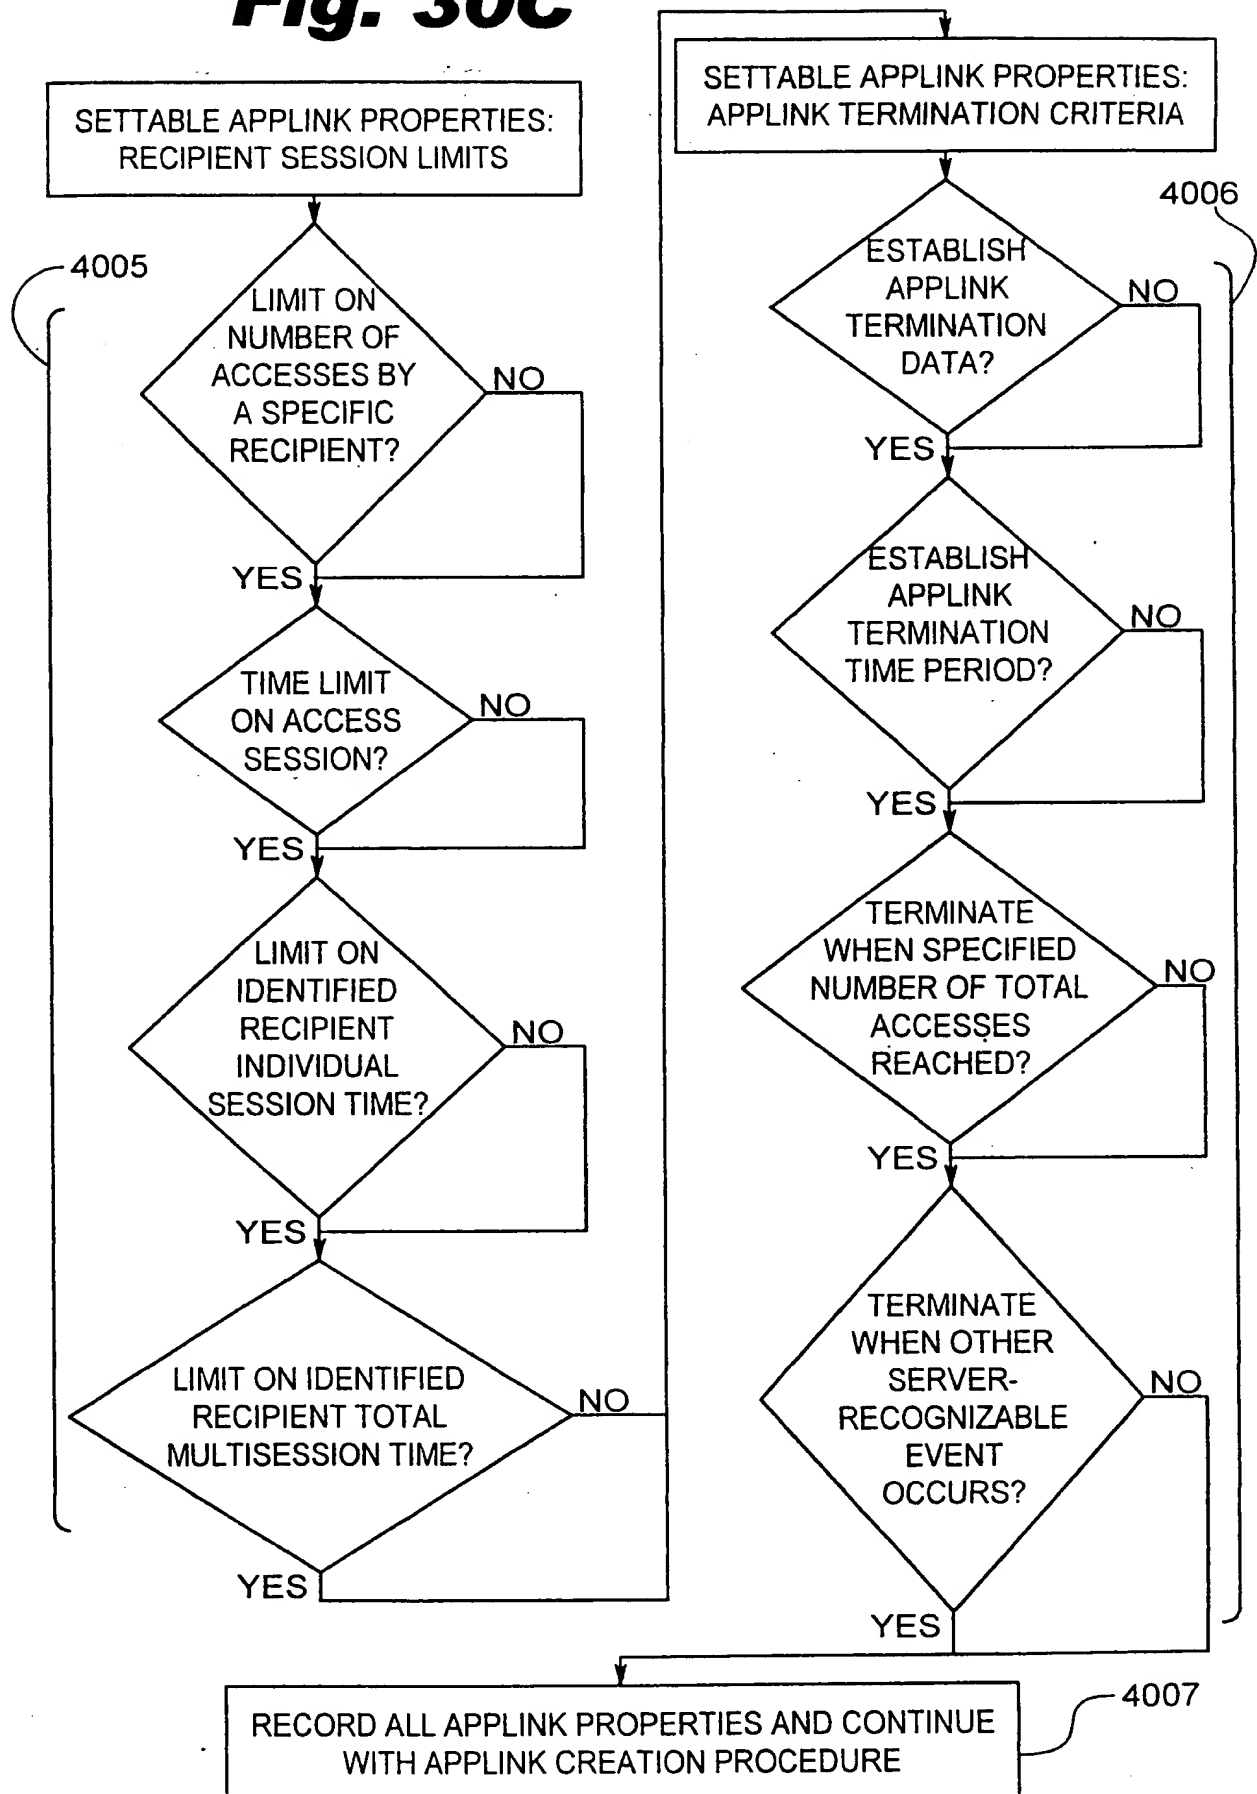 Fig. 30C
SETTABLE APPLINK PROPERTIES:
RECIPIENT SESSION LIMITS
4005
LIMIT ON
NUMBER OF
ACCESSES BY
A SPECIFIC
RECIPIENT?
NO
YES
TIME LIMIT
ON ACCESS
SESSION?
NO
YES
LIMIT ON
IDENTIFIED
RECIPIENT
INDIVIDUAL
SESSION TIME?
NO
YES
LIMIT ON IDENTIFIED
RECIPIENT TOTAL
MULTISESSION TIME?
NO
YES
SETTABLE APPLINK PROPERTIES:
APPLINK TERMINATION CRITERIA
4006
ESTABLISH
APPLINK
TERMINATION
DATA?
NO
YES
ESTABLISH
APPLINK
TERMINATION
TIME PERIOD?
NO
YES
TERMINATE
WHEN SPECIFIED
NUMBER OF TOTAL
ACCESSES
REACHED?
NO
YES
TERMINATE
WHEN OTHER
SERVER-
RECOGNIZABLE
EVENT
OCCURS?
NO
YES
4007
RECORD ALL APPLINK PROPERTIES AND CONTINUE
WITH APPLINK CREATION PROCEDURE